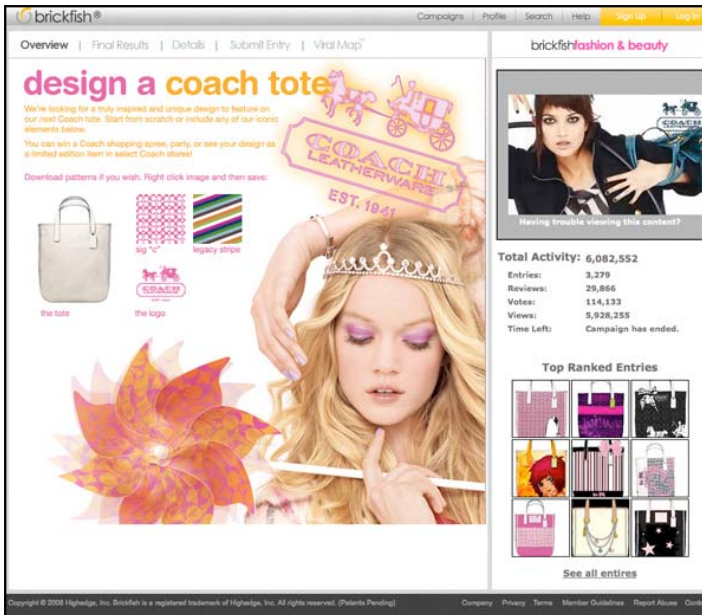 brickfish®
Campaigns | Profile | Search | Help Sign Up Log In
Overview | Final Results | Details | Submit Entry | Viral Map™
brickfish fashion & beauty
design a coach tote
We're looking for a truly inspired and unique design to feature on
our next Coach tote. Start from scratch or include any of our iconic
elements below.
You can win a Coach shopping spree, party, or see your design as
a limited edition item in select Coach stores!
Download patterns if you wish. Right click image and then save:
sig "c"
legacy stripe
COACH
the tote
the logo
COACH
LEATHERWARE
EST. 1941
COACH
Having trouble viewing this content?
Total Activity: 6,082,552
Entries: 3,279
Reviews: 29,866
Votes: 114,133
Views: 5,928,255
Time Left: Campaign has ended.
Top Ranked Entries
See all entires
Copyright © 2008 Highedge, Inc. Brickfish is a registered trademark of Highedge, Inc. All rights reserved. (Patents Pending)
Company Privacy Terms Member Guidelines Report Abuse